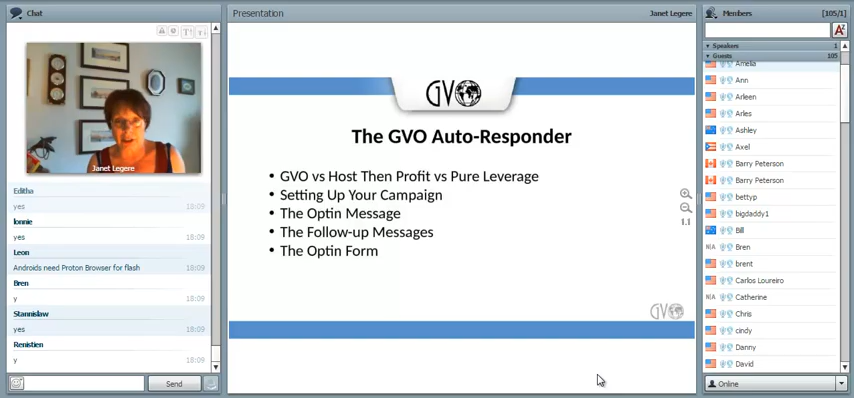 Chat
Janet Legere
Editha
yes 18:09
lonnie
yes 18:09
Leon
Androids need Proton Browser for flash 18:09
Bren
y 18:09
Stannislaw
yes 18:09
Renistien
y 18:09
Send
Presentation Janet Legere
GVO
The GVO Auto-Responder
• GVO vs Host Then Profit vs Pure Leverage
• Setting Up Your Campaign
• The Optin Message
• The Follow-up Messages
• The Optin Form
1.1
GVO
Members [105/1]
AZ
Speakers 1
Guests 105
Amelia
Ann
Arleen
Arles
Ashley
Axel
Barry Peterson
Barry Peterson
bettyp
bigdaddy1
Bill
N/A Bren
brent
Carlos Loureiro
N/A Catherine
Chris
cindy
Danny
David
Online